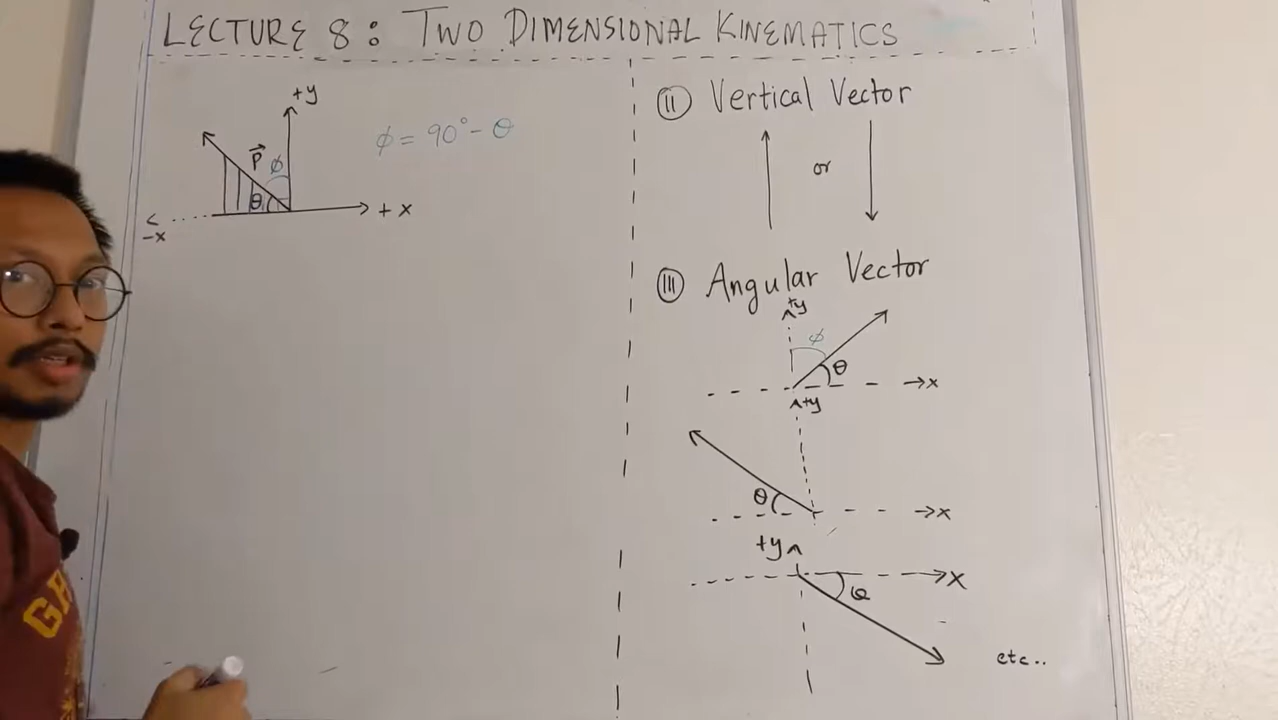 LECTURE 8 : TWO DIMENSIONAL KINEMATICS
+y
P
ϕ
θ
+ x
-x
ϕ = 90° - θ
(II) Vertical Vector
or
(III) Angular Vector
+y
ϕ
θ
x
+y
θ
x
+y
x
θ
etc..